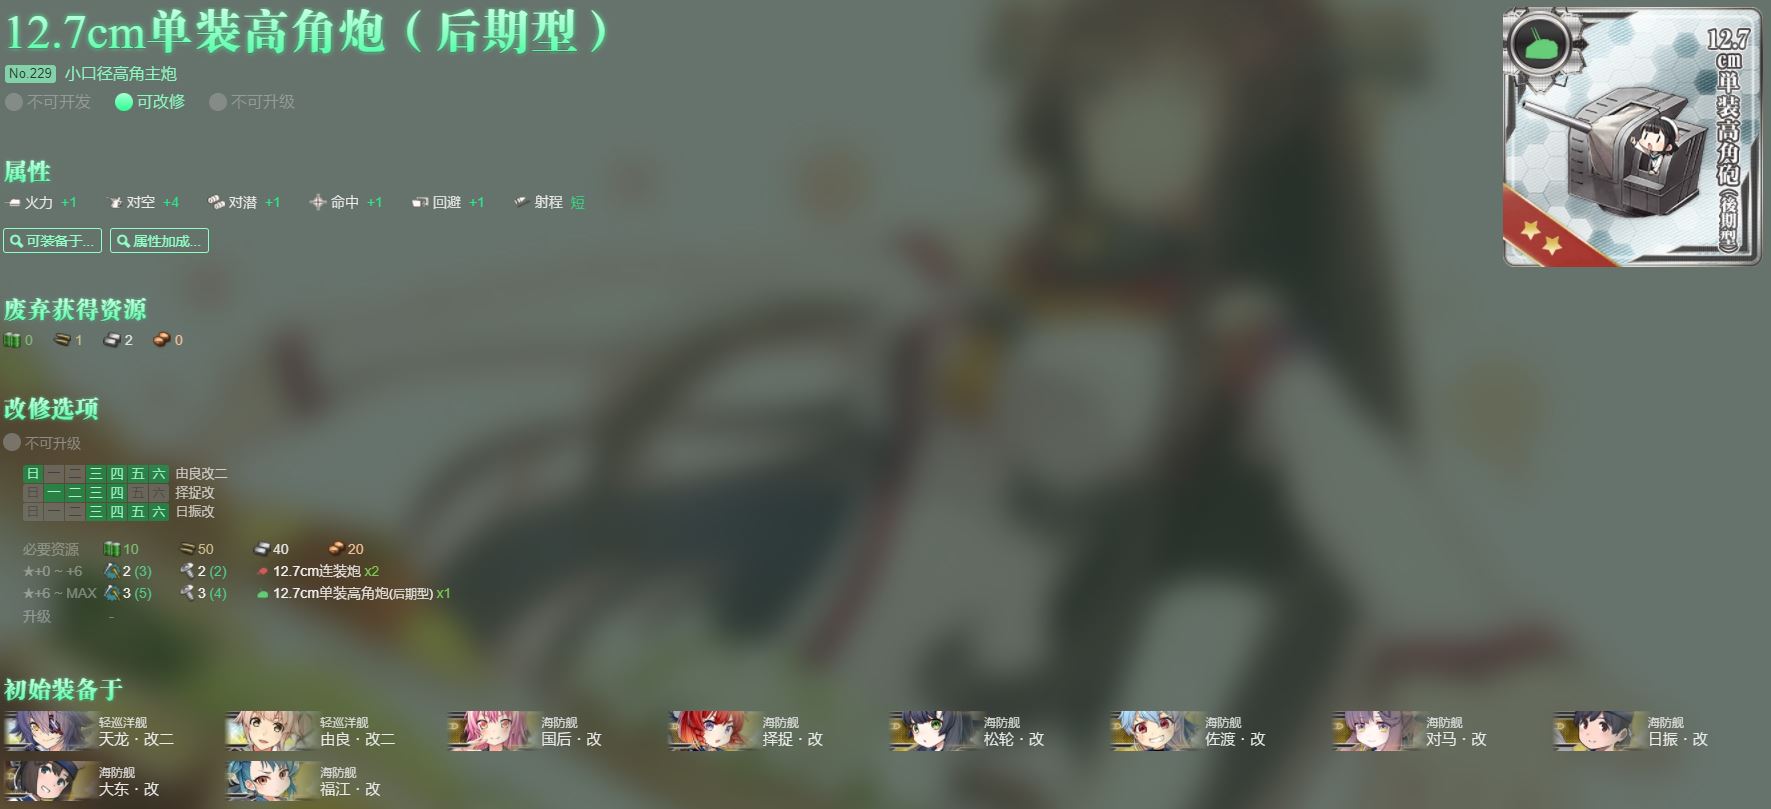 12.7cm单装高角炮（后期型）
No.229 小口径高角主炮
不可开发 可改修 不可升级
属性
火力 +1 对空 +4 对潜 +1 命中 +1 回避 +1 射程 短
可装备于... 属性加成...
废弃获得资源
0 1 2 0
改修选项
不可升级
日 一 二 三 四 五 六 由良改二
日 一 二 三 四 五 六 择捉改
日 一 二 三 四 五 六 日振改
必要资源 10 50 40 20
★+0 ~ +6 2 (3) 2 (2) 12.7cm连装炮 x2
★+6 ~ MAX 3 (5) 3 (4) 12.7cm单装高角炮(后期型) x1
升级 -
初始装备于
轻巡洋舰 轻巡洋舰 海防舰 海防舰 海防舰 海防舰 海防舰 海防舰
天龙 · 改二 由良 · 改二 国后 · 改 择捉 · 改 松轮 · 改 佐渡 · 改 对马 · 改 日振 · 改
海防舰 海防舰
大东 · 改 福江 · 改
12.7cm単装高角砲(後期型)